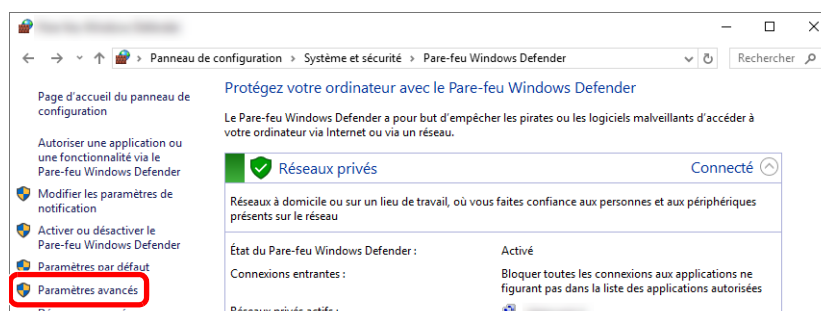 Panneau de configuration > Système et sécurité > Pare-feu Windows Defender
Rechercher
Page d'accueil du panneau de
configuration
Autoriser une application ou
une fonctionnalité via le
Pare-feu Windows Defender
Modifier les paramètres de
notification
Activer ou désactiver le
Pare-feu Windows Defender
Paramètres par défaut
Paramètres avancés
Protégez votre ordinateur avec le Pare-feu Windows Defender
Le Pare-feu Windows Defender a pour but d'empêcher les pirates ou les logiciels malveillants d'accéder à
votre ordinateur via Internet ou via un réseau.
Réseaux privés
Connecté
Réseaux à domicile ou sur un lieu de travail, où vous faites confiance aux personnes et aux périphériques
présents sur le réseau
État du Pare-feu Windows Defender :
Activé
Connexions entrantes :
Bloquer toutes les connexions aux applications ne
figurant pas dans la liste des applications autorisées
Réseaux privés actifs :